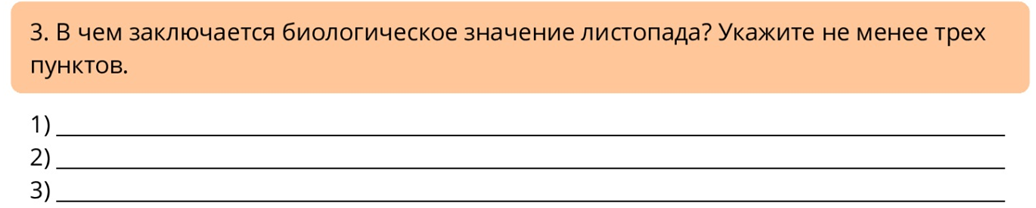 3. В чем заключается биологическое значение листопада? Укажите не менее трех
пунктов.
1)
2)
3)